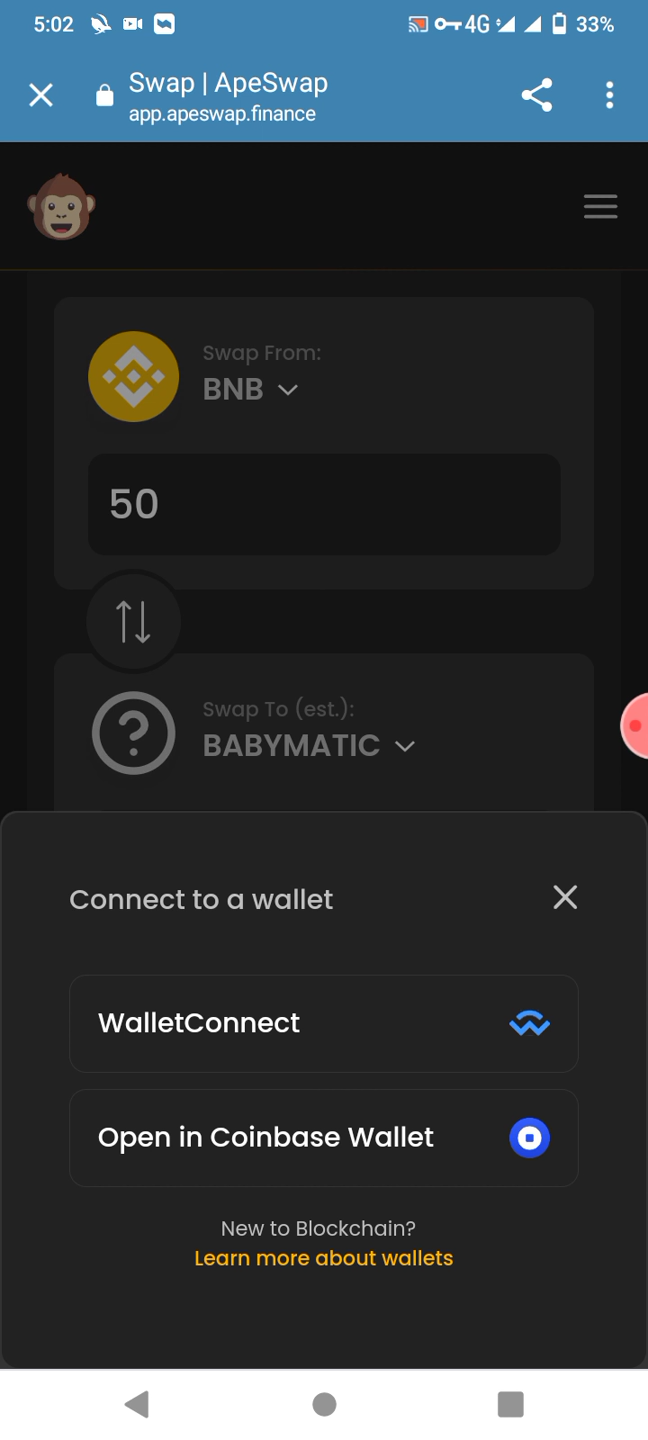 5:02
4G
33%
Swap | ApeSwap
app.apeswap.finance
Swap From:
BNB
50
Swap To (est.):
BABYMATIC
Connect to a wallet
WalletConnect
Open in Coinbase Wallet
New to Blockchain?
Learn more about wallets